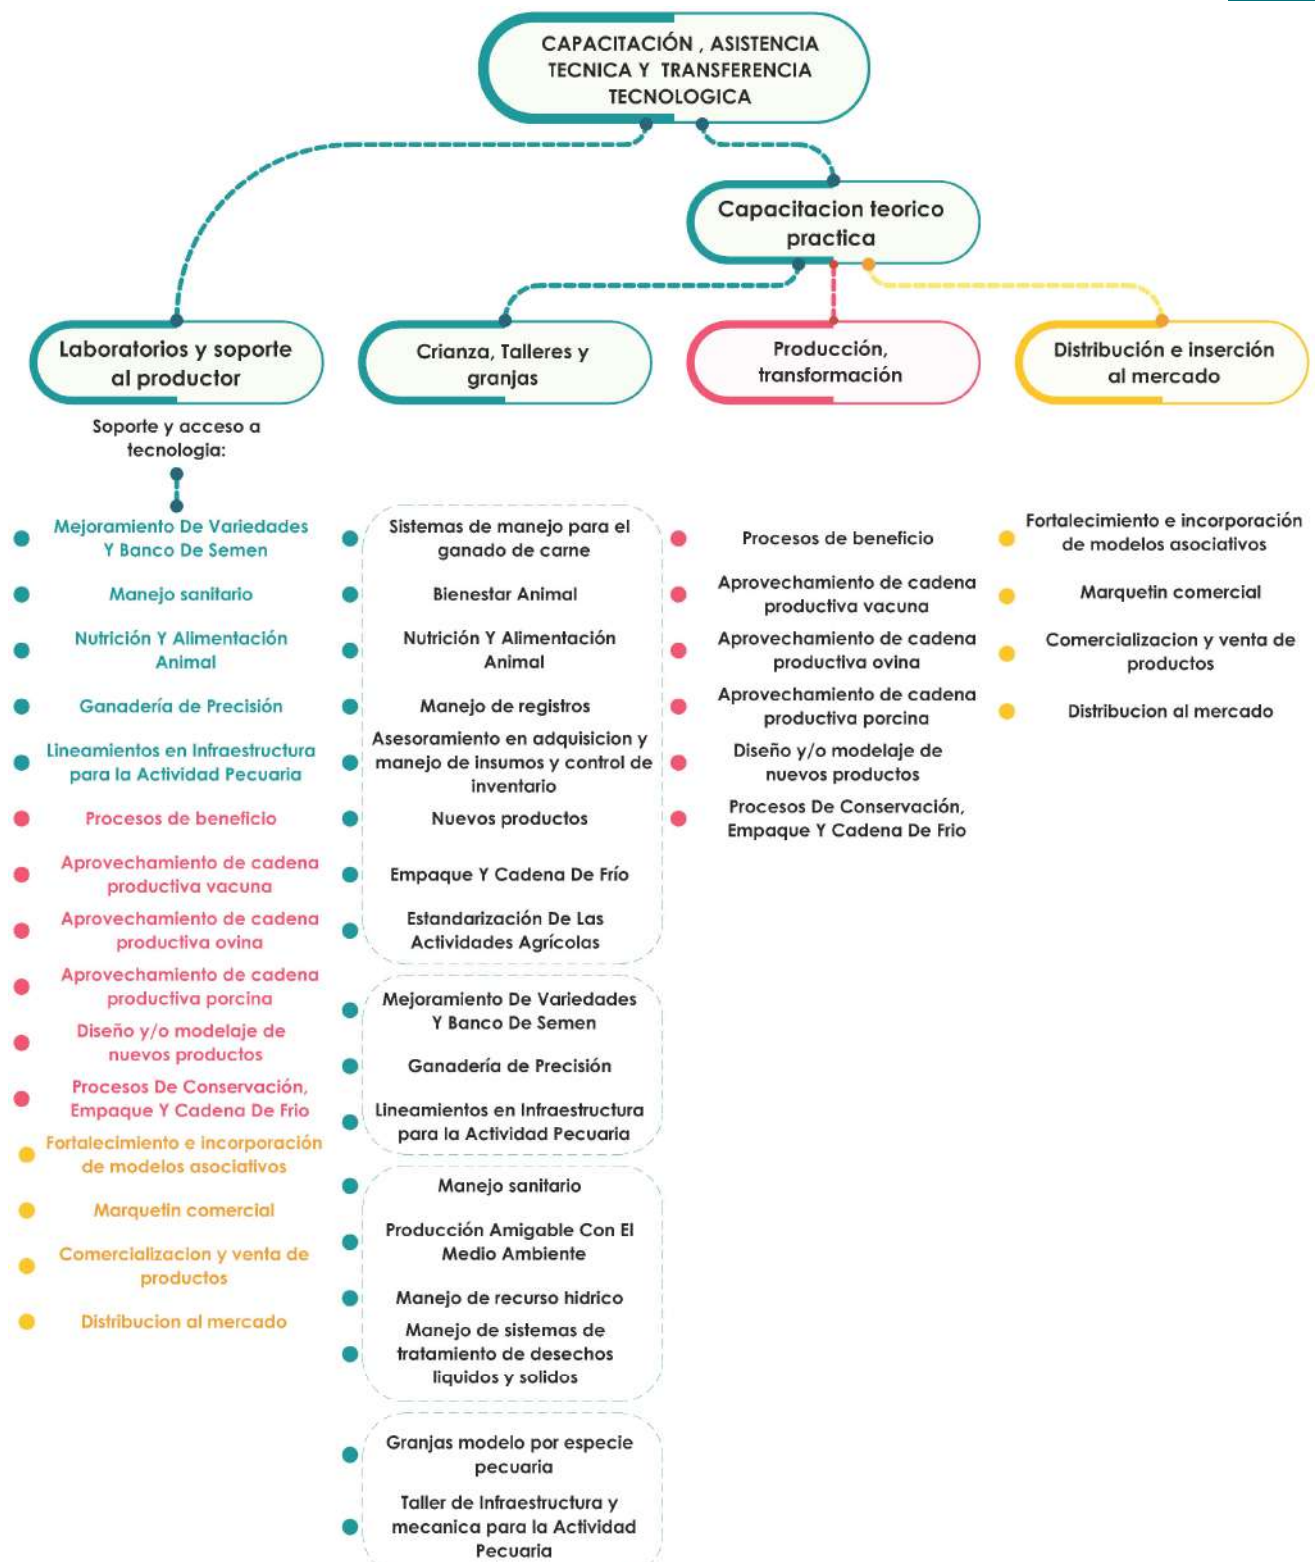 CAPACITACIÓN , ASISTENCIA
TECNICA Y TRANSFERENCIA
TECNOLOGICA
Capacitacion teorico
practica
Laboratorios y soporte
al productor
Crianza, Talleres y
granjas
Producción,
transformación
Distribución e inserción
al mercado
Soporte y acceso a
tecnologia:
Mejoramiento De Variedades
Y Banco De Semen
Manejo sanitario
Nutrición Y Alimentación
Animal
Ganadería de Precisión
Lineamientos en Infraestructura
para la Actividad Pecuaria
Procesos de beneficio
Aprovechamiento de cadena
productiva vacuna
Aprovechamiento de cadena
productiva ovina
Aprovechamiento de cadena
productiva porcina
Diseño y/o modelaje de
nuevos productos
Procesos De Conservación,
Empaque Y Cadena De Frio
Fortalecimiento e incorporación
de modelos asociativos
Marquetin comercial
Comercializacion y venta de
productos
Distribucion al mercado
Sistemas de manejo para el
ganado de carne
Bienestar Animal
Nutrición Y Alimentación
Animal
Manejo de registros
Asesoramiento en adquisicion y
manejo de insumos y control de
inventario
Nuevos productos
Empaque Y Cadena De Frío
Estandarización De Las
Actividades Agrícolas
Mejoramiento De Variedades
Y Banco De Semen
Ganadería de Precisión
Lineamientos en Infraestructura
para la Actividad Pecuaria
Manejo sanitario
Producción Amigable Con El
Medio Ambiente
Manejo de recurso hidrico
Manejo de sistemas de
tratamiento de desechos
liquidos y solidos
Granjas modelo por especie
pecuaria
Taller de Infraestructura y
mecanica para la Actividad
Pecuaria
Procesos de beneficio
Aprovechamiento de cadena
productiva vacuna
Aprovechamiento de cadena
productiva ovina
Aprovechamiento de cadena
productiva porcina
Diseño y/o modelaje de
nuevos productos
Procesos De Conservación,
Empaque Y Cadena De Frio
Fortalecimiento e incorporación
de modelos asociativos
Marquetin comercial
Comercializacion y venta de
productos
Distribucion al mercado